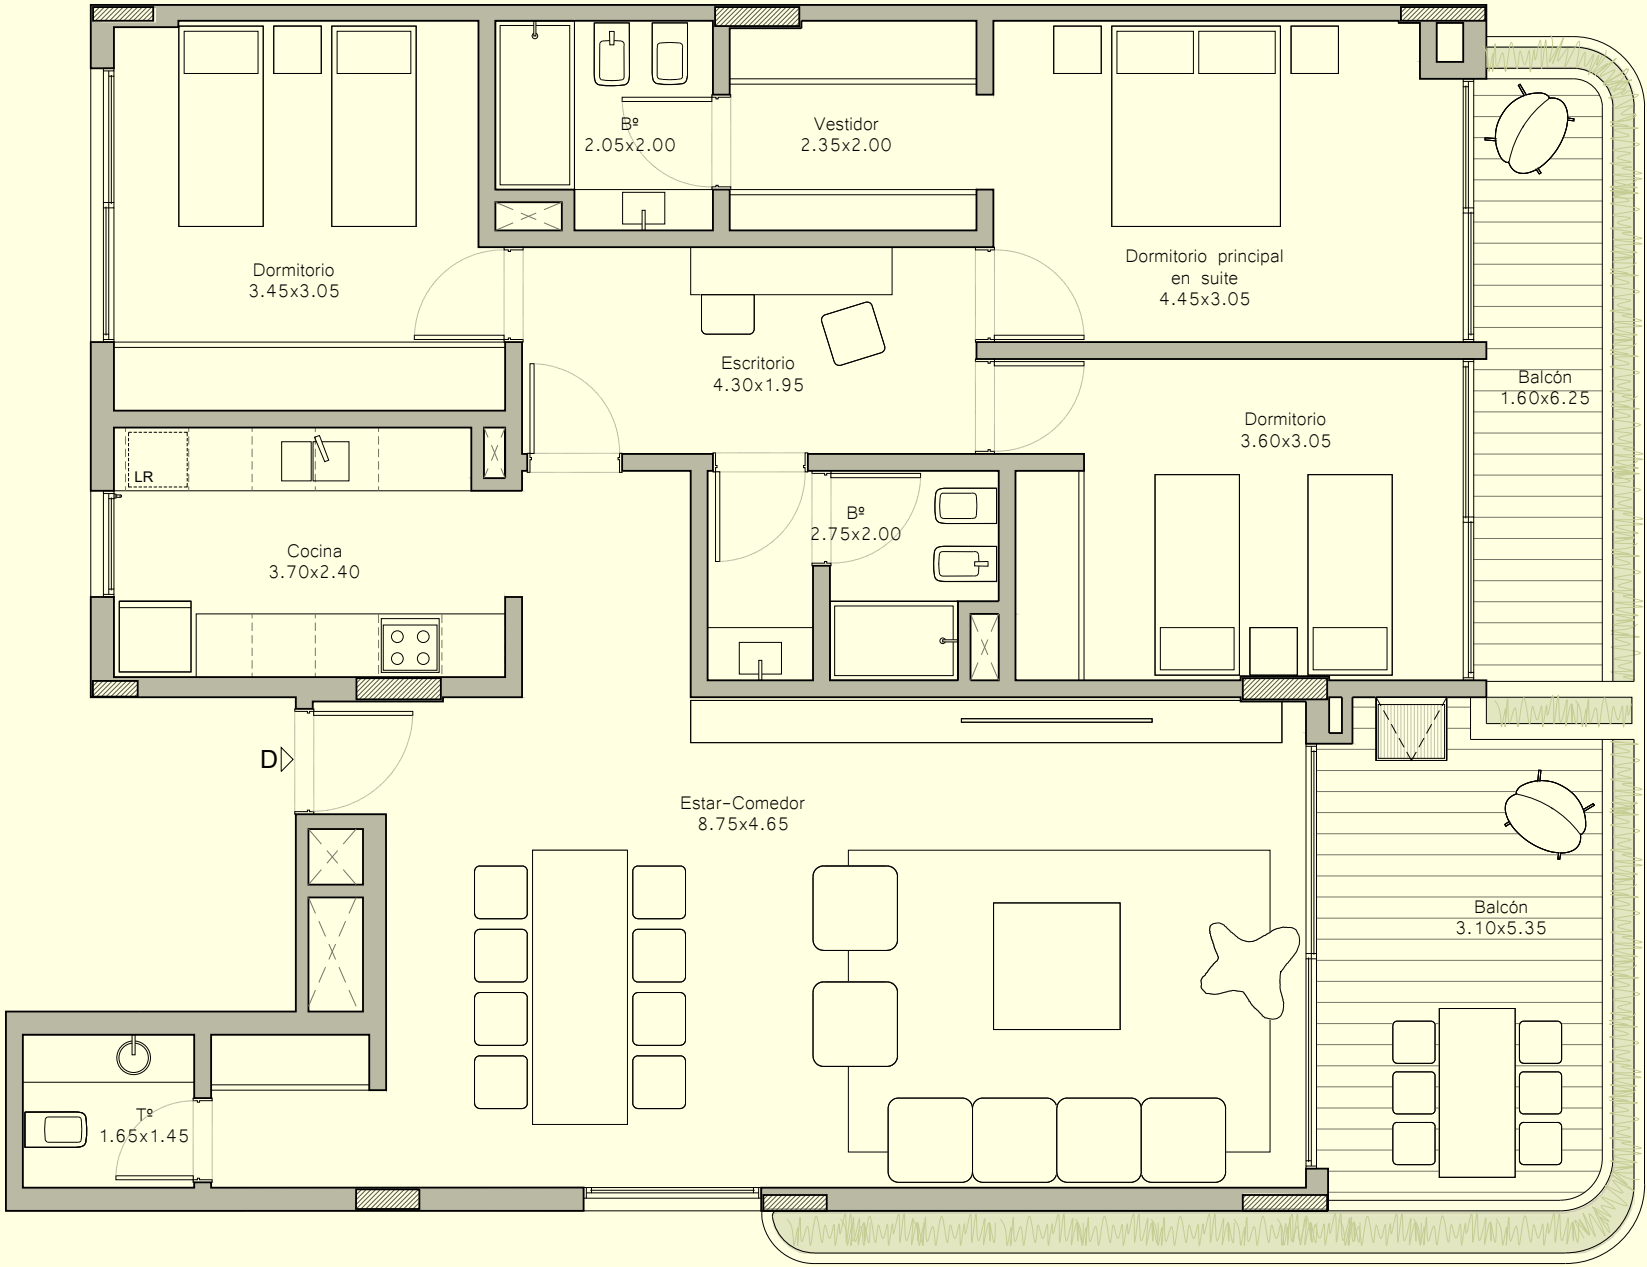 Bº
2.05x2.00
Vestidor
2.35x2.00
Dormitorio
3.45x3.05
Dormitorio principal
en suite
4.45x3.05
Escritorio
4.30x1.95
Balcón
1.60x6.25
Dormitorio
3.60x3.05
LR
Bº
2.75x2.00
Cocina
3.70x2.40
D
Estar-Comedor
8.75x4.65
Balcón
3.10x5.35
Tº
1.65x1.45